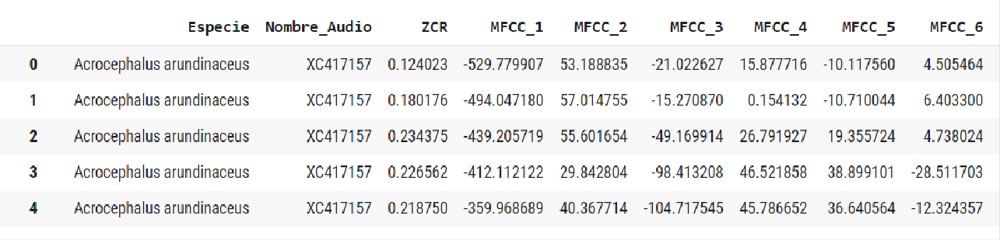 Especie Nombre_Audio ZCR MFCC_1 MFCC_2 MFCC_3 MFCC_4 MFCC_5 MFCC_6
0 Acrocephalus arundinaceus XC417157 0.124023 -529.779907 53.188835 -21.022627 15.877716 -10.117560 4.505464
1 Acrocephalus arundinaceus XC417157 0.180176 -494.047180 57.014755 -15.270870 0.154132 -10.710044 6.403300
2 Acrocephalus arundinaceus XC417157 0.234375 -439.205719 55.601654 -49.169914 26.791927 19.355724 4.738024
3 Acrocephalus arundinaceus XC417157 0.226562 -412.112122 29.842804 -98.413208 46.521858 38.899101 -28.511703
4 Acrocephalus arundinaceus XC417157 0.218750 -359.968689 40.367714 -104.717545 45.786652 36.640564 -12.324357